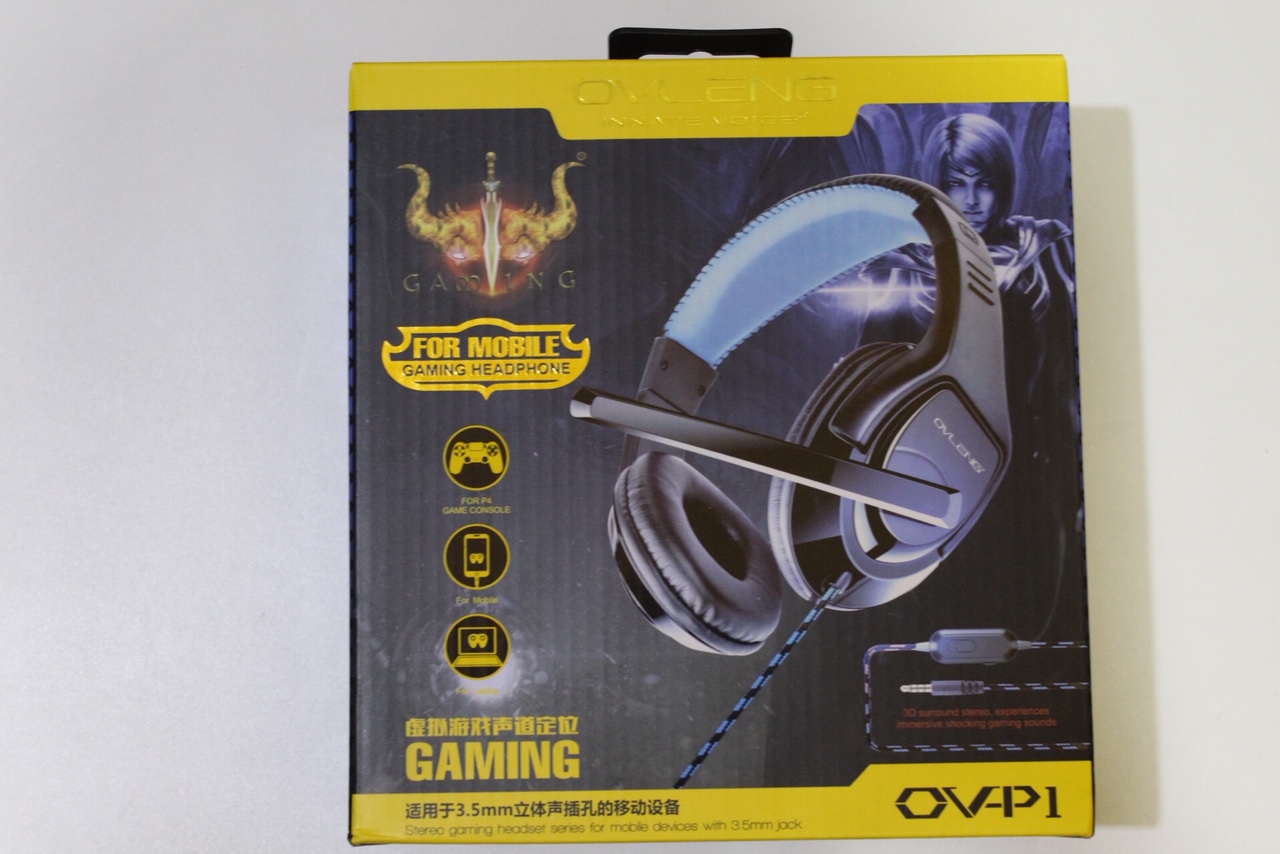 OVLENG
INNATE VOICE
GAMING
FOR MOBILE
GAMING HEADPHONE
FOR P4
GAME CONSOLE
For Mobile
OVLENG
3D surround stereo, experiences
immersive shocking gaming sounds
虚拟游戏声道定位
GAMING
适用于3.5mm立体声插孔的移动设备
Stereo gaming headset series for mobile devices with 3.5mm jack
OV-P1